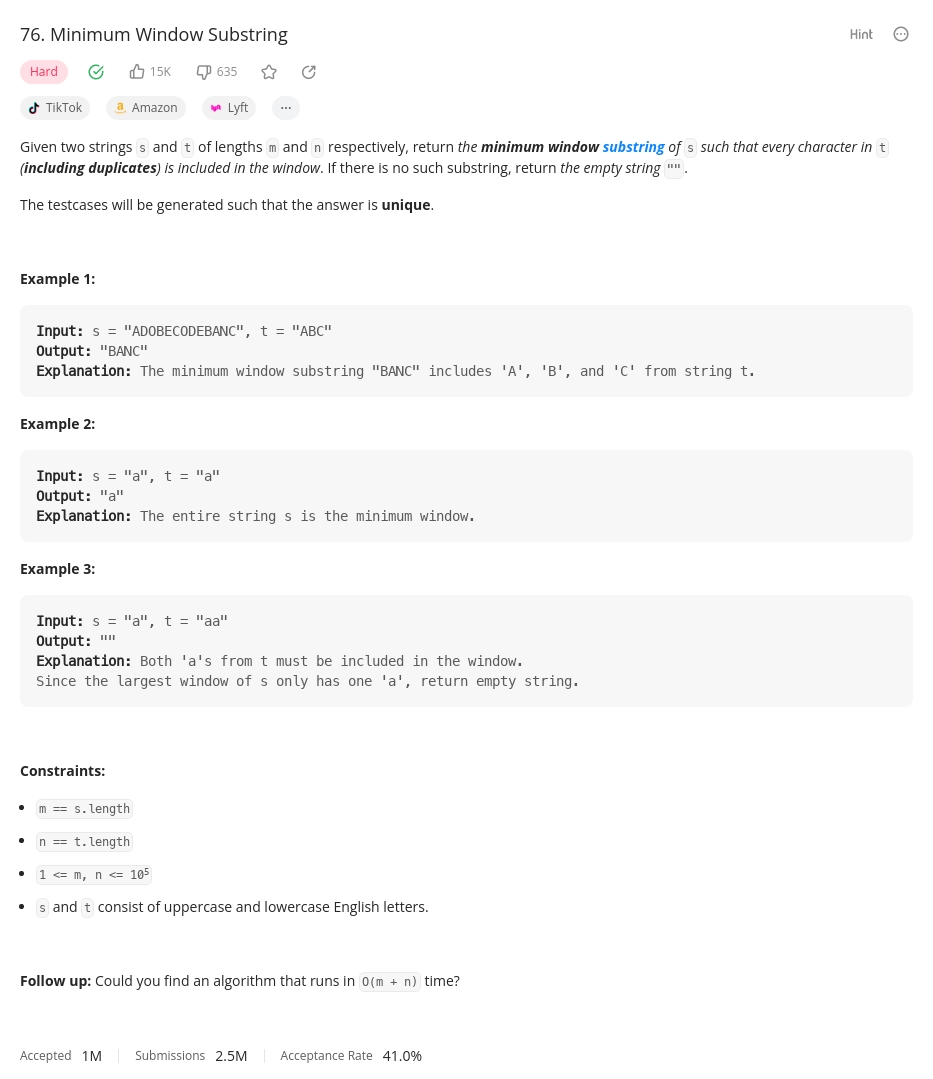 76. Minimum Window Substring
Hint
Hard
15K
635
TikTok
Amazon
Lyft
Given two strings s and t of lengths m and n respectively, return the minimum window substring of s such that every character in t
(including duplicates) is included in the window. If there is no such substring, return the empty string "".
The testcases will be generated such that the answer is unique.
Example 1:
Input: s = "ADOBECODEBANC", t = "ABC"
Output: "BANC"
Explanation: The minimum window substring "BANC" includes 'A', 'B', and 'C' from string t.
Example 2:
Input: s = "a", t = "a"
Output: "a"
Explanation: The entire string s is the minimum window.
Example 3:
Input: s = "a", t = "aa"
Output: ""
Explanation: Both 'a's from t must be included in the window.
Since the largest window of s only has one 'a', return empty string.
Constraints:
• m == s.length
• n == t.length
• 1 <= m, n <= 10⁵
• s and t consist of uppercase and lowercase English letters.
Follow up: Could you find an algorithm that runs in O(m + n) time?
Accepted 1M Submissions 2.5M Acceptance Rate 41.0%